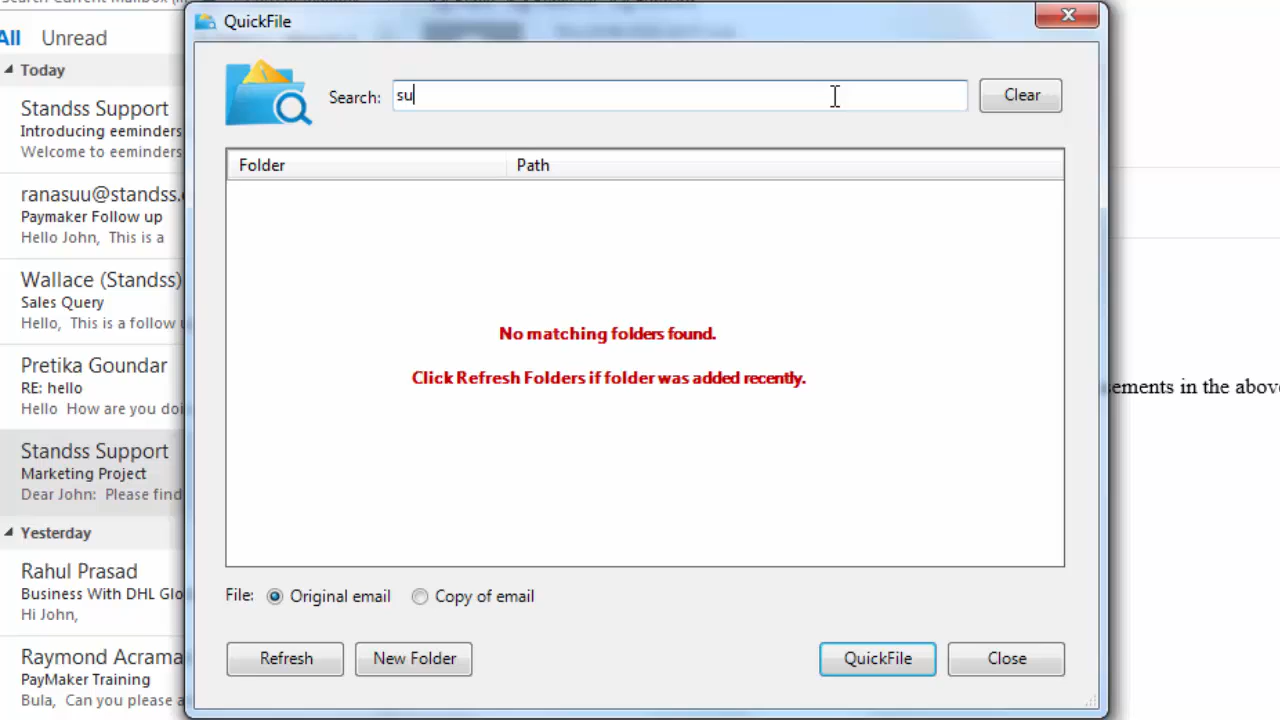 All Unread
Today
Standss Support
Introducing eeminders
Welcome to eeminders
ranasuu@standss.
Paymaker Follow up
Hello John, This is a
Wallace (Standss)
Sales Query
Hello, This is a follow
Pretika Goundar
RE: hello
Hello How are you doi
Standss Support
Marketing Project
Dear John: Please find
Yesterday
Rahul Prasad
Business With DHL Glo
Hi John,
Raymond Acrama
PayMaker Training
Bula, Can you please a
QuickFile
Search: su Clear
Folder Path
No matching folders found.
Click Refresh Folders if folder was added recently.
File: Original email Copy of email
Refresh New Folder QuickFile Close
ements in the above